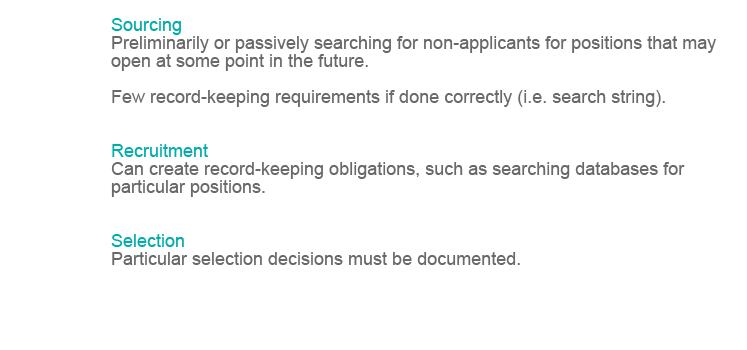 Sourcing
Preliminarily or passively searching for non-applicants for positions that may
open at some point in the future.
Few record-keeping requirements if done correctly (i.e. search string).
Recruitment
Can create record-keeping obligations, such as searching databases for
particular positions.
Selection
Particular selection decisions must be documented.